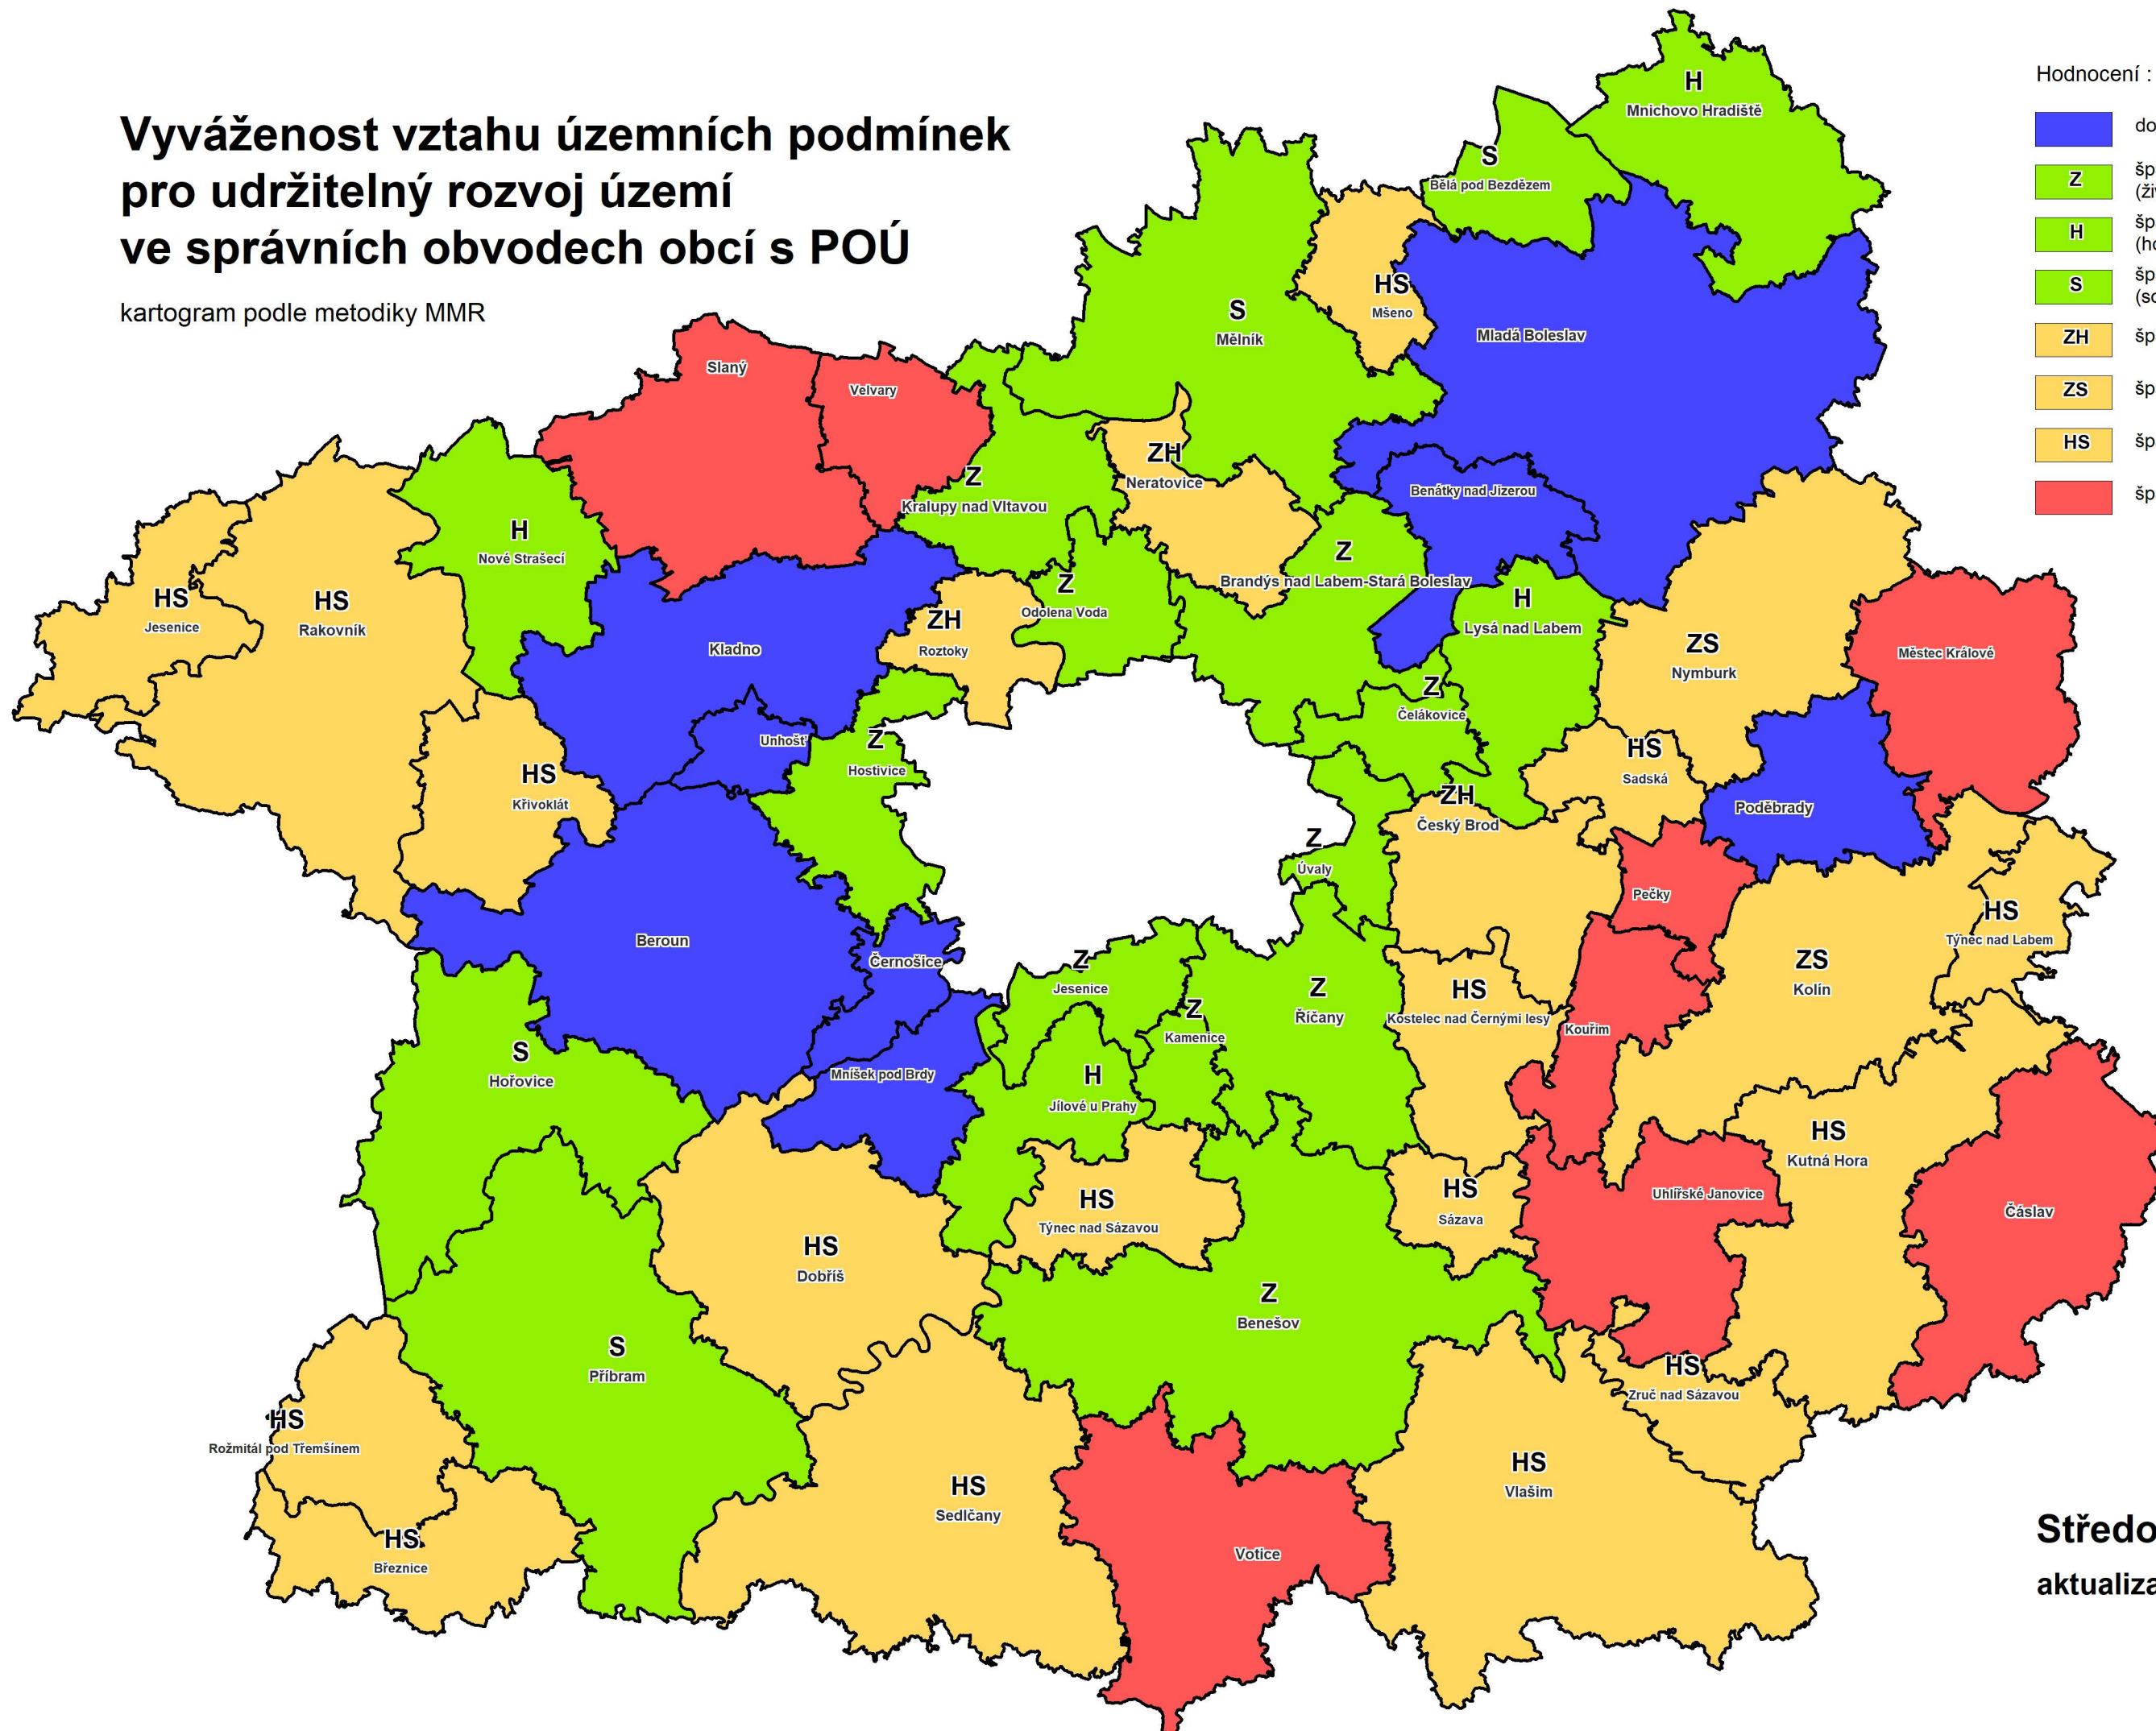 Vyváženost vztahu územních podmínek
pro udržitelný rozvoj území
ve správních obvodech obcí s POÚ
kartogram podle metodiky MMR
Hodnocení :
Z
H
S
ZH
ZS
HS
H
Mnichovo Hradiště
S
Bělá pod Bezdězem
HS
Mšeno
S
Mělník
Mladá Boleslav
Slaný
Velvary
ZH
Neratovice
Z
Kralupy nad Vltavou
Benátky nad Jizerou
H
Nové Strašecí
Z
Brandýs nad Labem-Stará Boleslav
Z
Odolena Voda
H
Lysá nad Labem
HS
Jesenice
HS
Rakovník
ZH
Roztoky
Kladno
ZS
Nymburk
Městec Králové
Z
Čelákovice
Unhošť
Z
Hostivice
HS
Sadská
HS
Křivoklát
ZH
Český Brod
Poděbrady
Z
Úvaly
Pečky
HS
Týnec nad Labem
Beroun
Černošice
Z
Jesenice
Z
Říčany
HS
Kostelec nad Černými lesy
ZS
Kolín
Z
Kamenice
Kouřim
S
Hořovice
Mníšek pod Brdy
H
Jílové u Prahy
HS
Kutná Hora
HS
Týnec nad Sázavou
HS
Sázava
Uhlířské Janovice
Čáslav
HS
Dobříš
Z
Benešov
S
Příbram
HS
Zruč nad Sázavou
HS
Rožmitál pod Třemšínem
HS
Sedlčany
HS
Vlašim
HS
Březnice
Votice